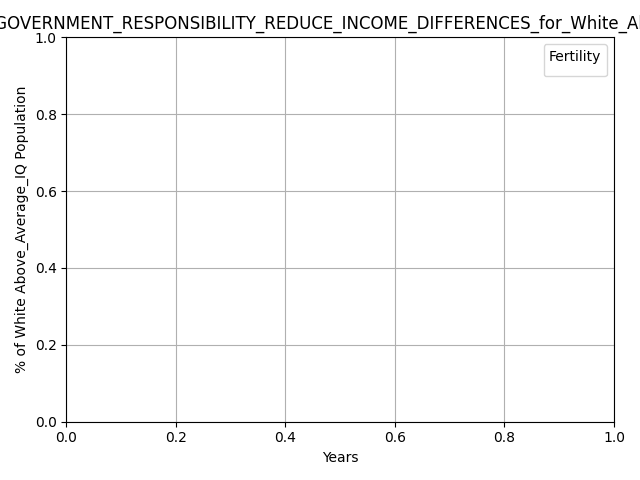 GOVERNMENT_RESPONSIBILITY_REDUCE_INCOME_DIFFERENCES_for_White_A
Fertility
% of White Above_Average_IQ Population
1.0
0.8
0.6
0.4
0.2
0.0
0.0 0.2 0.4 0.6 0.8 1.0
Years